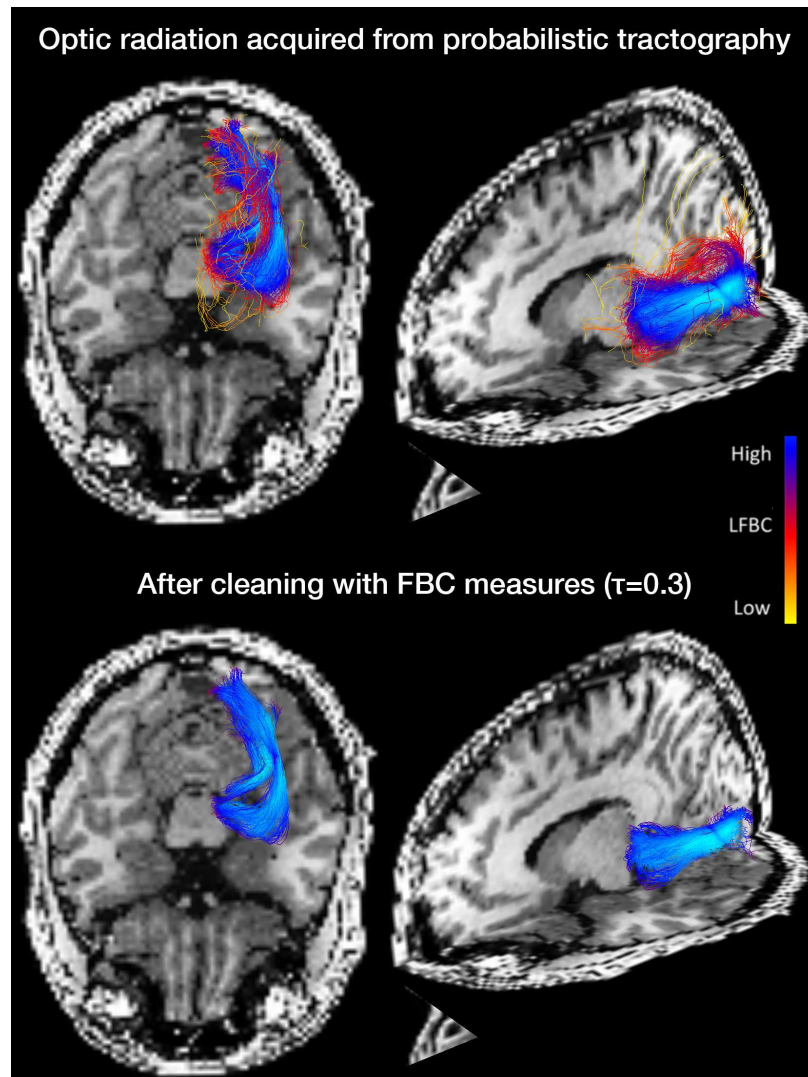 Optic radiation acquired from probabilistic tractography
High
LFBC
Low
After cleaning with FBC measures (τ=0.3)